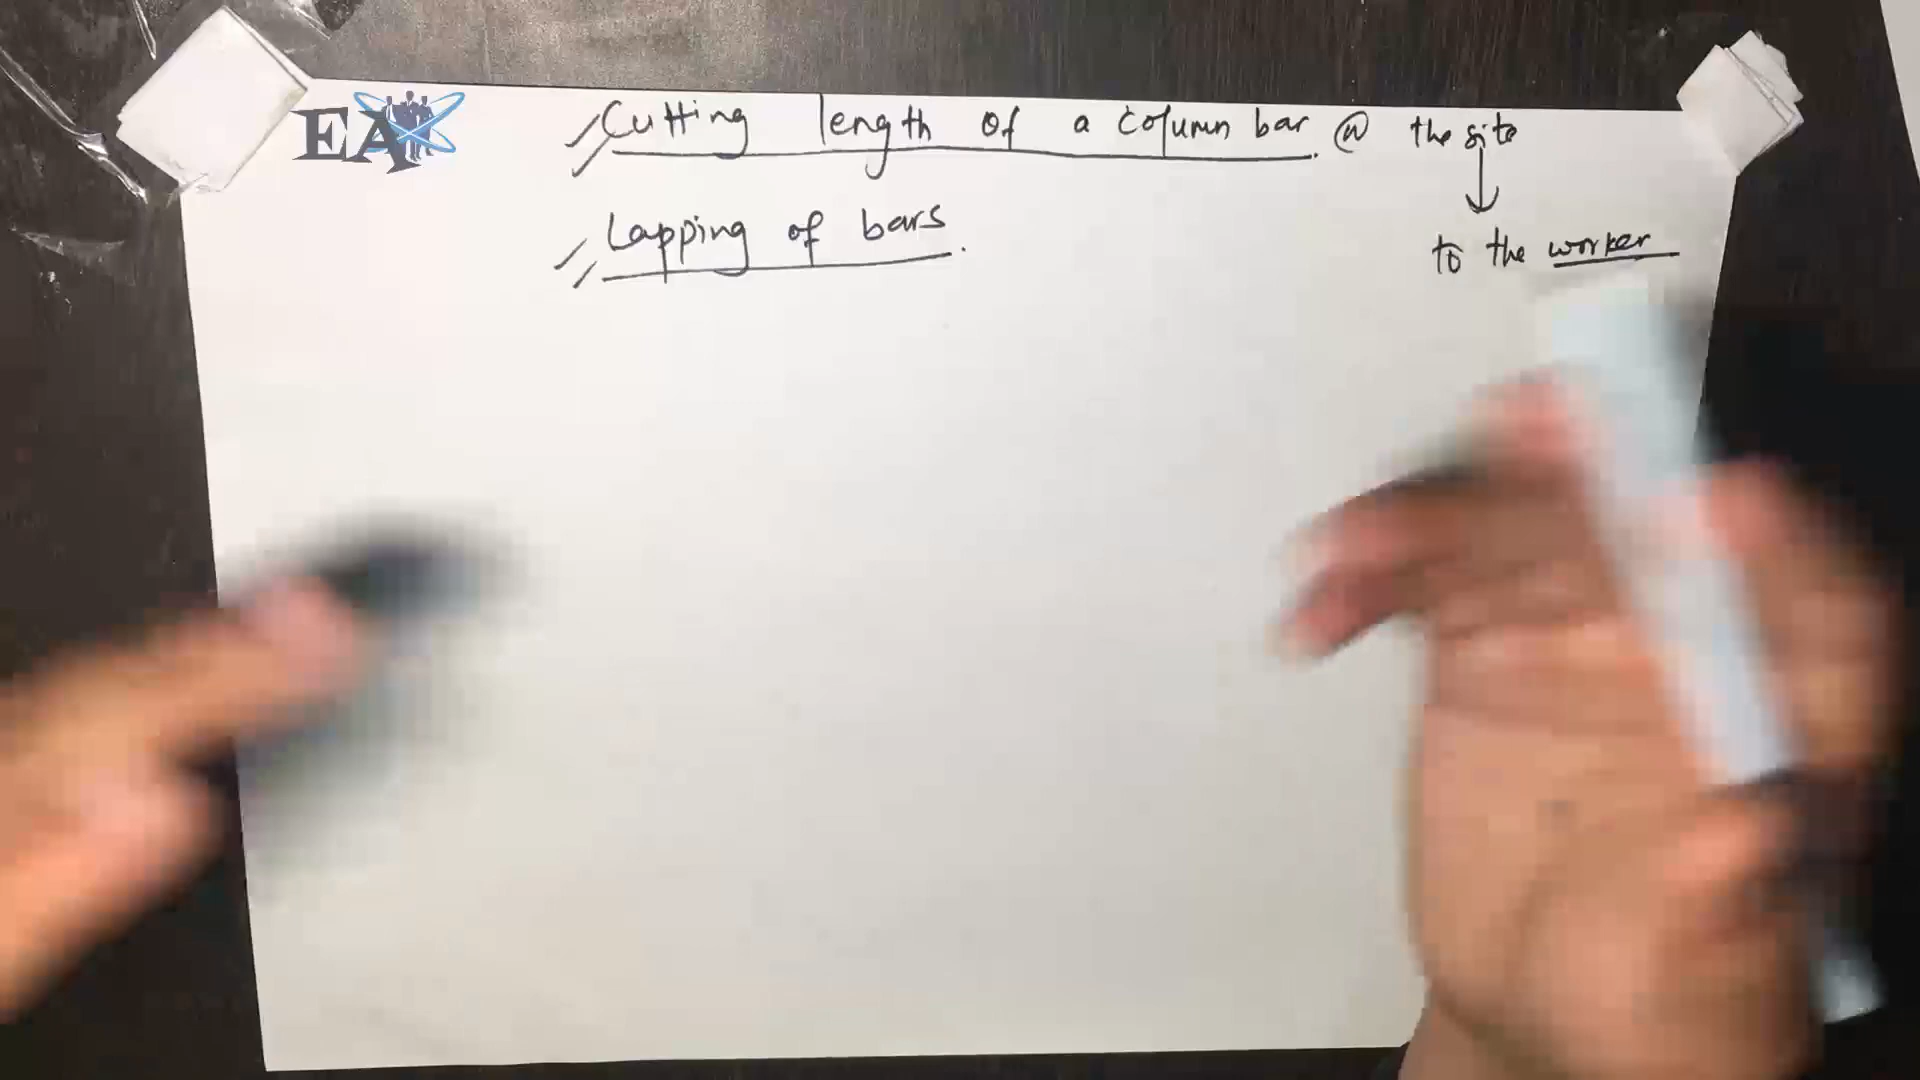 EA
Cutting length of a column bar @ the site
Lapping of bars.
to the worker